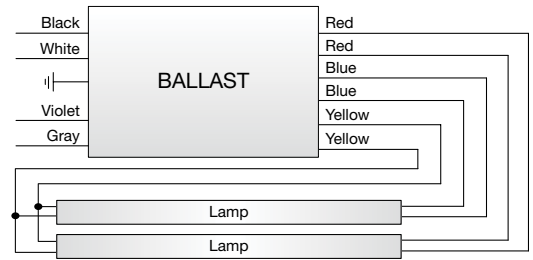 Black
White
Violet
Gray
BALLAST
Red
Red
Blue
Blue
Yellow
Yellow
Lamp
Lamp